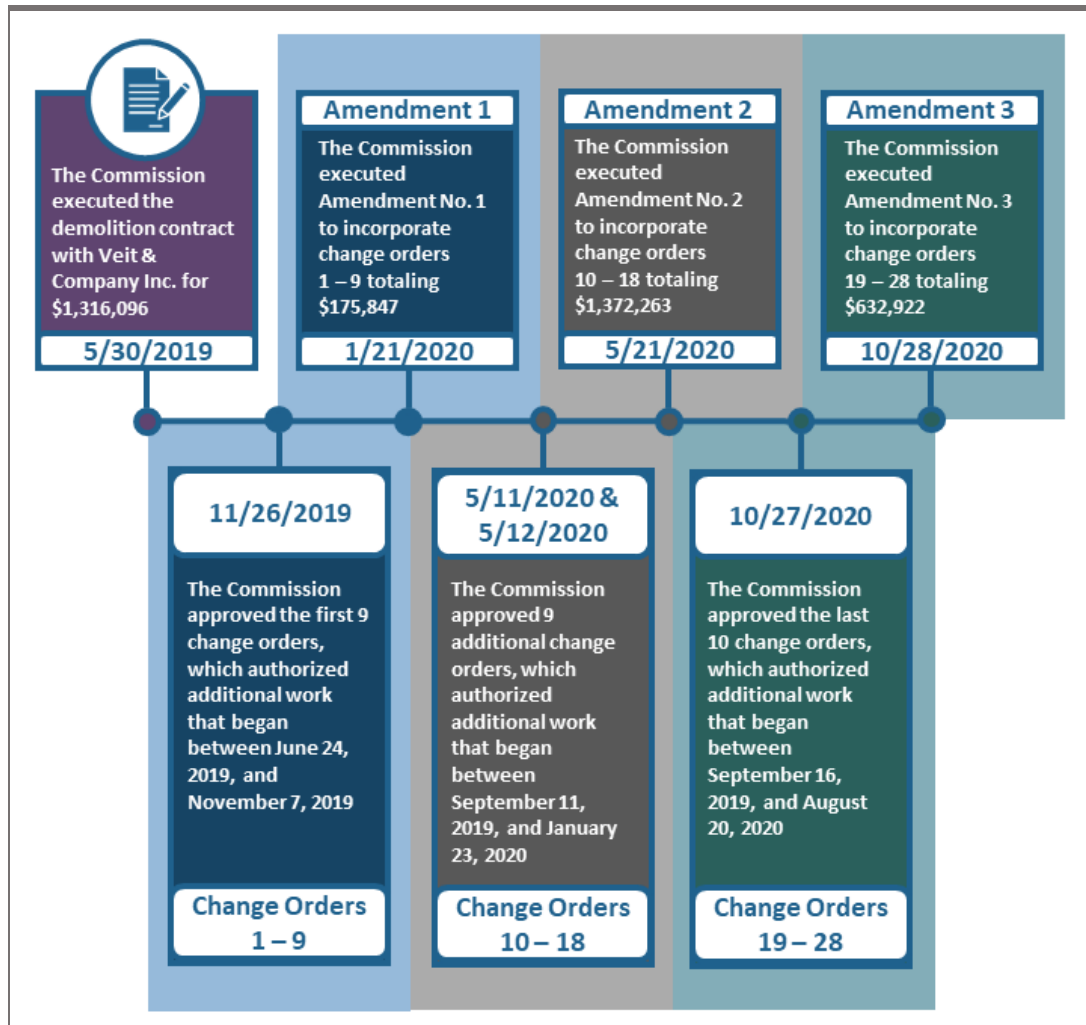 The Commission
executed the
demolition contract
with Veit &
Company Inc. for
$1,316,096
5/30/2019
Amendment 1
The Commission
executed
Amendment No. 1
to incorporate
change orders
1 – 9 totaling
$175,847
1/21/2020
Amendment 2
The Commission
executed
Amendment No. 2
to incorporate
change orders
10 – 18 totaling
$1,372,263
5/21/2020
Amendment 3
The Commission
executed
Amendment No. 3
to incorporate
change orders
19 – 28 totaling
$632,922
10/28/2020
11/26/2019
The Commission
approved the first 9
change orders,
which authorized
additional work
that began
between June 24,
2019, and
November 7, 2019
Change Orders
1 – 9
5/11/2020 &
5/12/2020
The Commission
approved 9
additional change
orders, which
authorized
additional work
that began
between
September 11,
2019, and January
23, 2020
Change Orders
10 – 18
10/27/2020
The Commission
approved the last
10 change orders,
which authorized
additional work
that began
between
September 16,
2019, and August
20, 2020
Change Orders
19 – 28